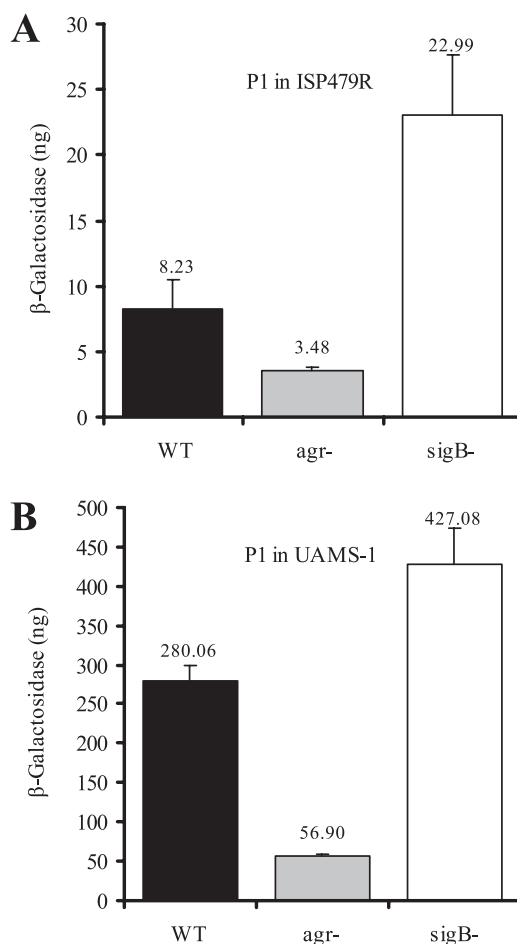 A
P1 in ISP479R
β-Galactosidase (ng)
30
25
20
15
10
5
0
8.23
3.48
22.99
WT
agr-
sigB-
B
P1 in UAMS-1
β-Galactosidase (ng)
500
450
400
350
300
250
200
150
100
50
0
280.06
56.90
427.08
WT
agr-
sigB-